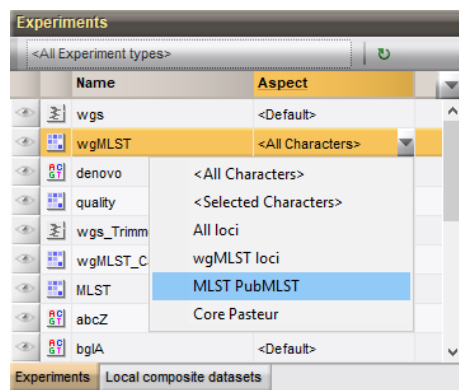 Experiments
<All Experiment types>
Name Aspect
wgs <Default>
wgMLST <All Characters>
denovo <All Characters>
quality <Selected Characters>
wgs_Trimm All loci
wgMLST_C wgMLST loci
MLST MLST PubMLST
abcZ Core Pasteur
bglA <Default>
Experiments Local composite datasets